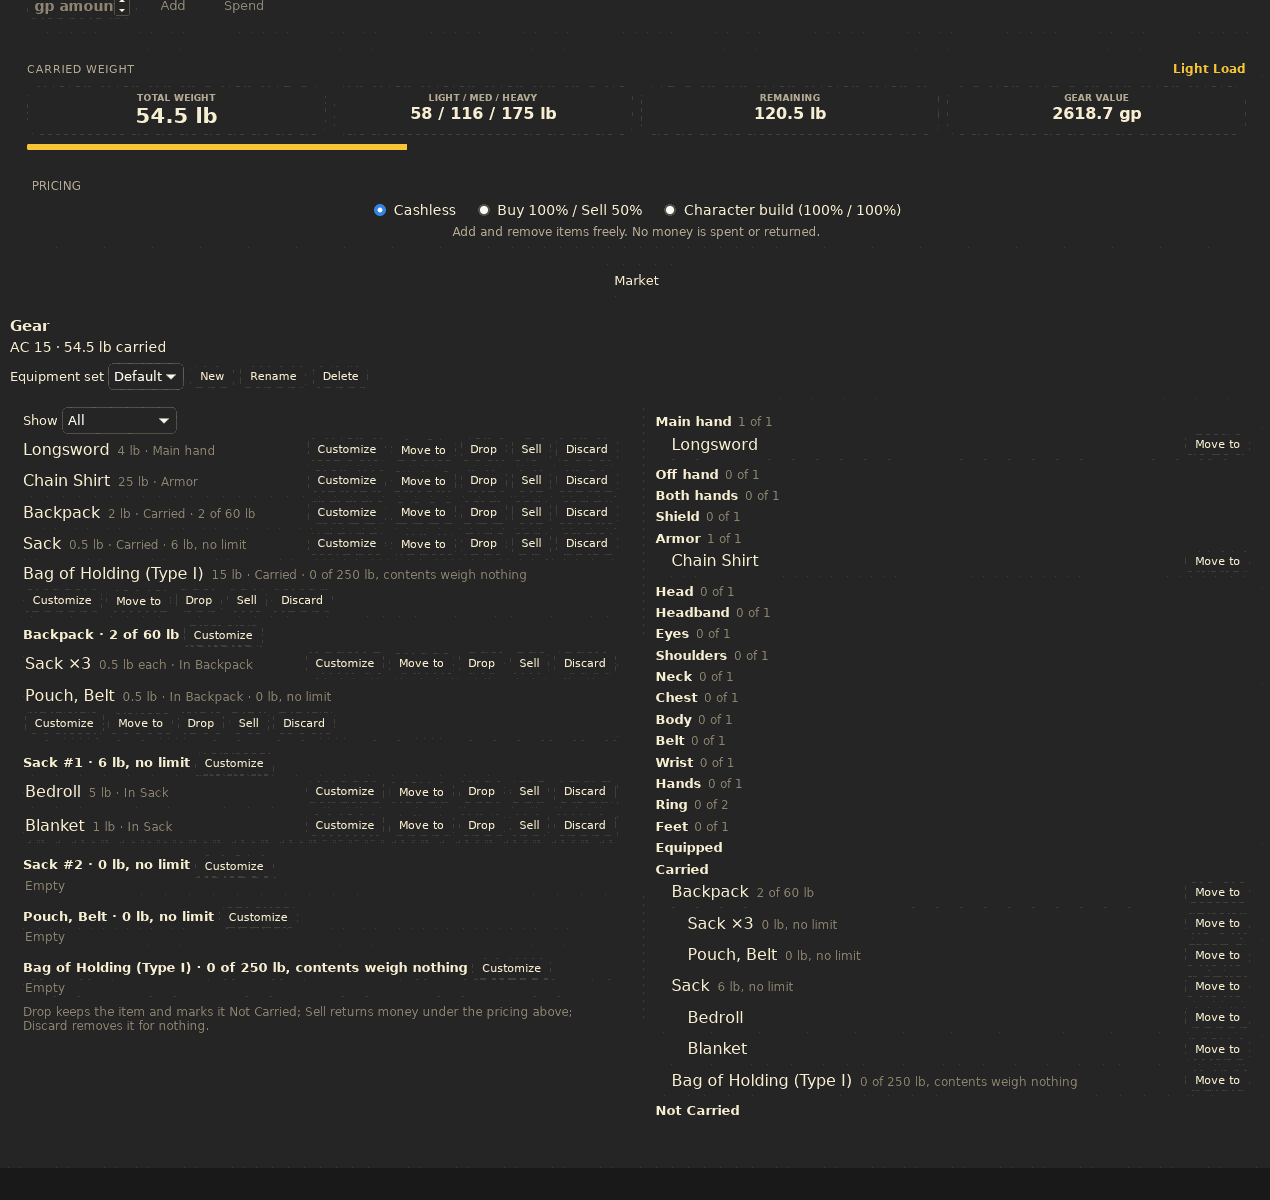 gp amoun Add Spend
CARRIED WEIGHT Light Load
TOTAL WEIGHT LIGHT / MED / HEAVY REMAINING GEAR VALUE
54.5 lb 58 / 116 / 175 lb 120.5 lb 2618.7 gp
PRICING
Cashless Buy 100% / Sell 50% Character build (100% / 100%)
Add and remove items freely. No money is spent or returned.
Market
Gear
AC 15 · 54.5 lb carried
Equipment set Default New Rename Delete
Show All
Longsword 4 lb · Main hand Customize Move to Drop Sell Discard
Chain Shirt 25 lb · Armor Customize Move to Drop Sell Discard
Backpack 2 lb · Carried · 2 of 60 lb Customize Move to Drop Sell Discard
Sack 0.5 lb · Carried · 6 lb, no limit Customize Move to Drop Sell Discard
Bag of Holding (Type I) 15 lb · Carried · 0 of 250 lb, contents weigh nothing
Customize Move to Drop Sell Discard
Backpack · 2 of 60 lb Customize
Sack ×3 0.5 lb each · In Backpack Customize Move to Drop Sell Discard
Pouch, Belt 0.5 lb · In Backpack · 0 lb, no limit
Customize Move to Drop Sell Discard
Sack #1 · 6 lb, no limit Customize
Bedroll 5 lb · In Sack Customize Move to Drop Sell Discard
Blanket 1 lb · In Sack Customize Move to Drop Sell Discard
Sack #2 · 0 lb, no limit Customize
Empty
Pouch, Belt · 0 lb, no limit Customize
Empty
Bag of Holding (Type I) · 0 of 250 lb, contents weigh nothing Customize
Empty
Drop keeps the item and marks it Not Carried; Sell returns money under the pricing above;
Discard removes it for nothing.
Main hand 1 of 1
Longsword Move to
Off hand 0 of 1
Both hands 0 of 1
Shield 0 of 1
Armor 1 of 1
Chain Shirt Move to
Head 0 of 1
Headband 0 of 1
Eyes 0 of 1
Shoulders 0 of 1
Neck 0 of 1
Chest 0 of 1
Body 0 of 1
Belt 0 of 1
Wrist 0 of 1
Hands 0 of 1
Ring 0 of 2
Feet 0 of 1
Equipped
Carried
Backpack 2 of 60 lb Move to
Sack ×3 0 lb, no limit Move to
Pouch, Belt 0 lb, no limit Move to
Sack 6 lb, no limit Move to
Bedroll Move to
Blanket Move to
Bag of Holding (Type I) 0 of 250 lb, contents weigh nothing Move to
Not Carried